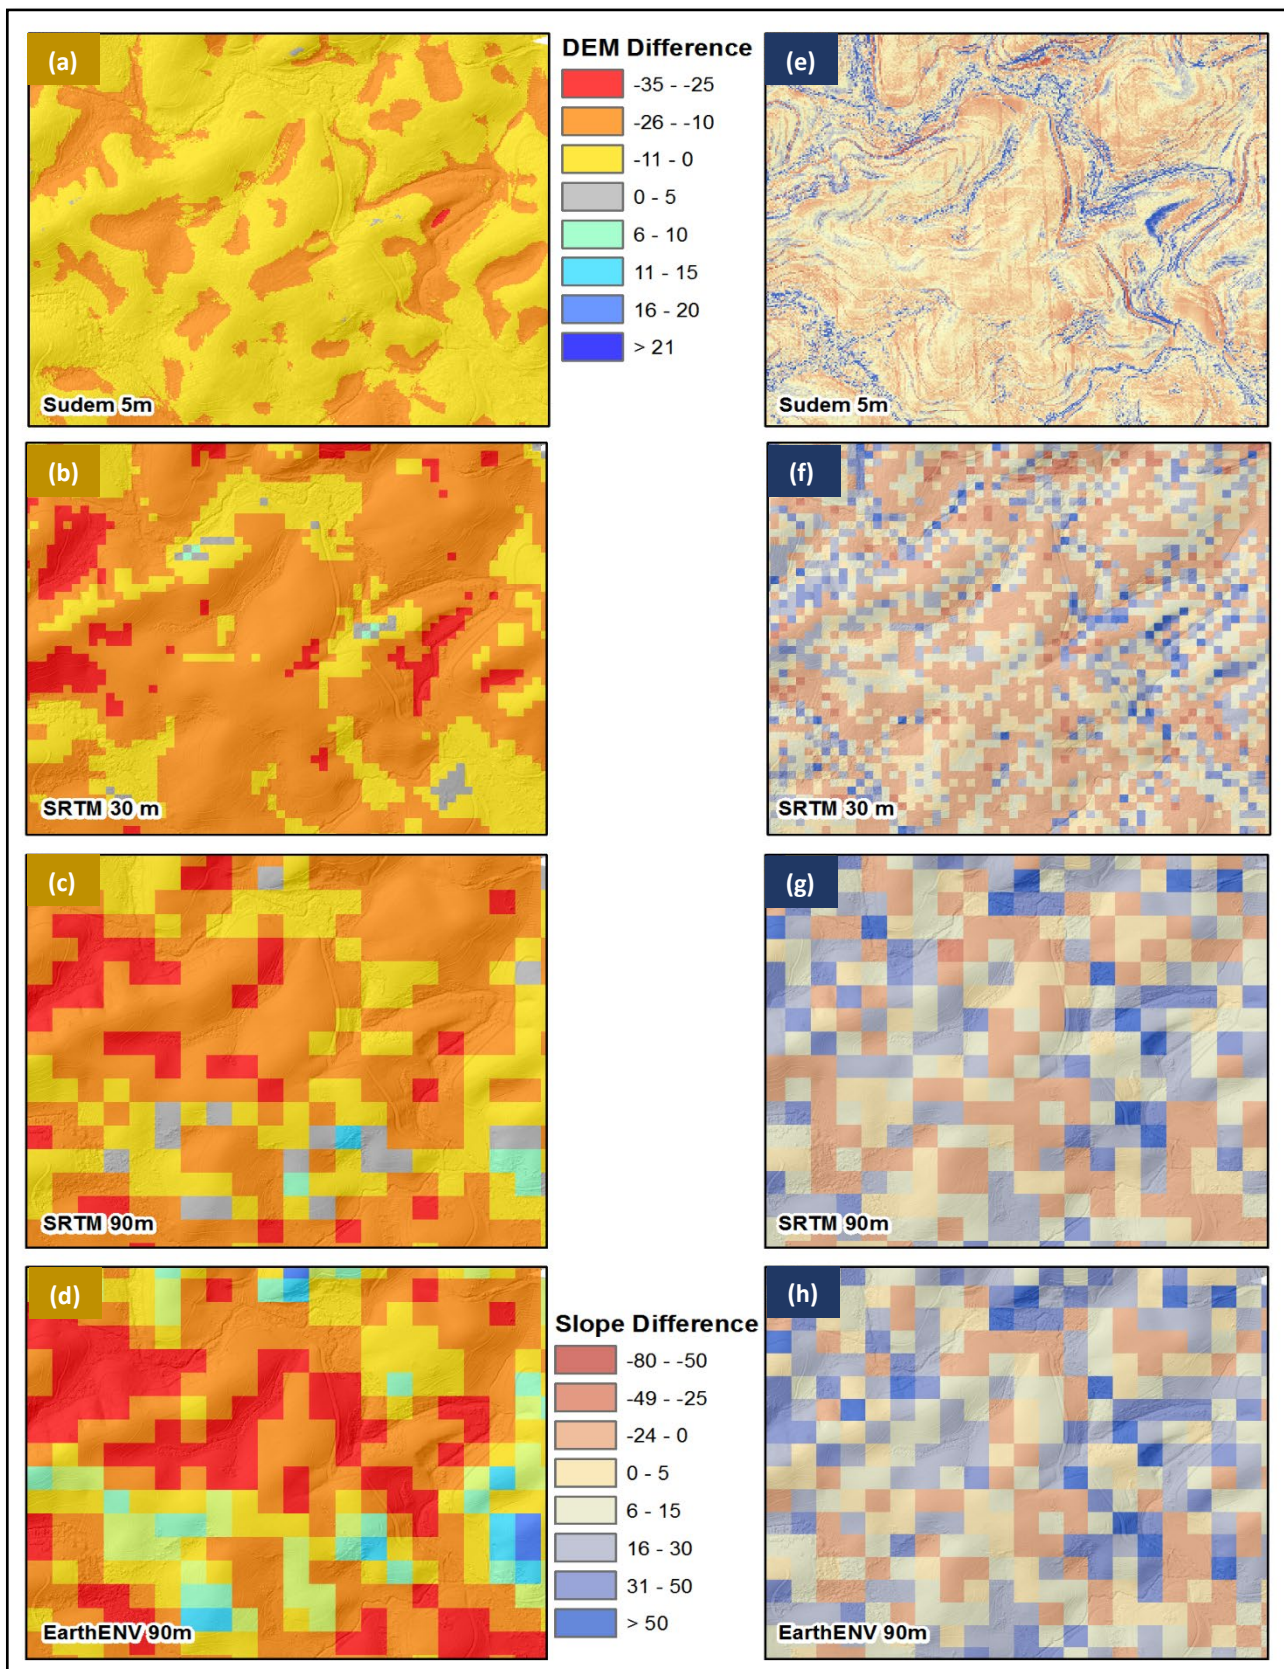 (a)
Sudem 5m
DEM Difference
-35 - -25
-26 - -10
-11 - 0
0 - 5
6 - 10
11 - 15
16 - 20
> 21
(e)
Sudem 5m
(b)
SRTM 30 m
(f)
SRTM 30 m
(c)
SRTM 90m
(g)
SRTM 90m
(d)
EarthENV 90m
Slope Difference
-80 - -50
-49 - -25
-24 - 0
0 - 5
6 - 15
16 - 30
31 - 50
> 50
(h)
EarthENV 90m